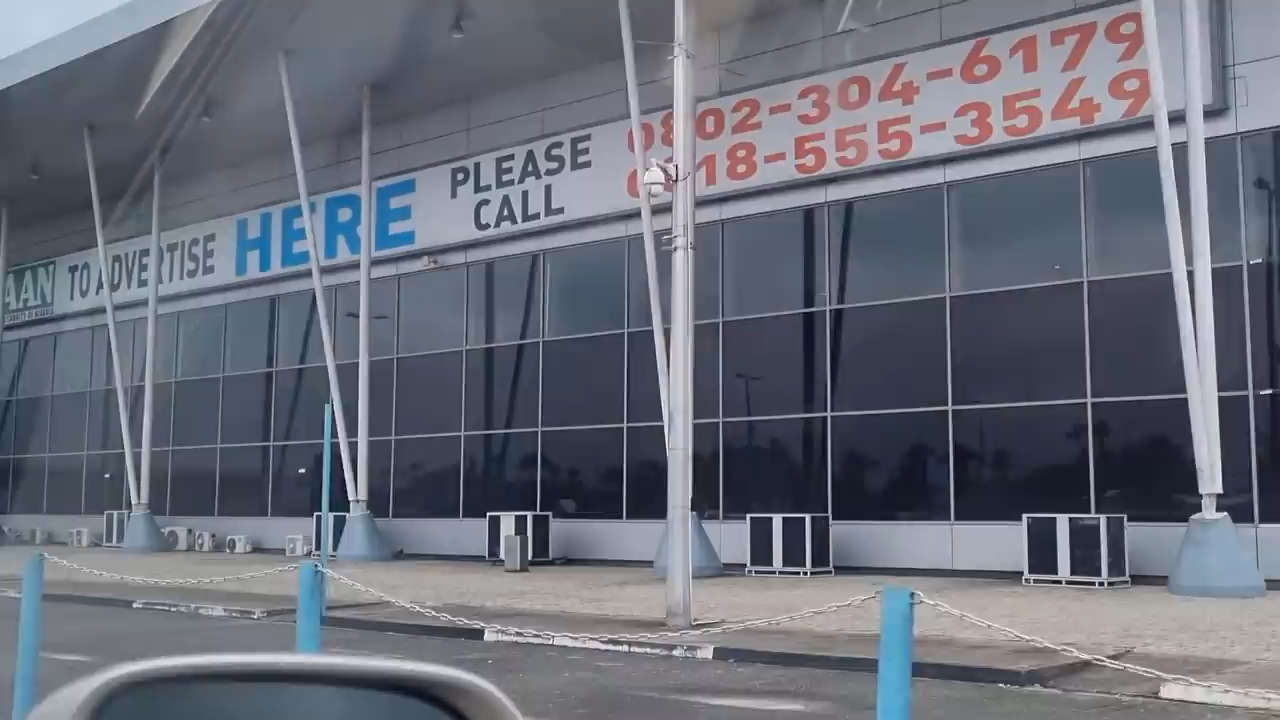 AAN
TO ADVERTISE
HERE
PLEASE
CALL
0802-304-6179
0818-555-3549